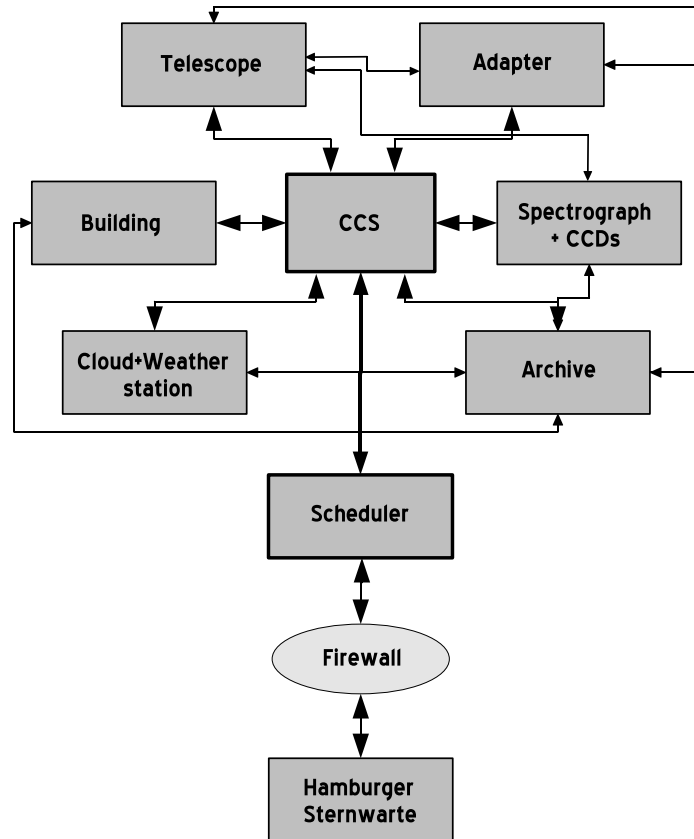 Telescope
Adapter
Building
CCS
Spectrograph
+ CCDs
Cloud+Weather
station
Archive
Scheduler
Firewall
Hamburger
Sternwarte